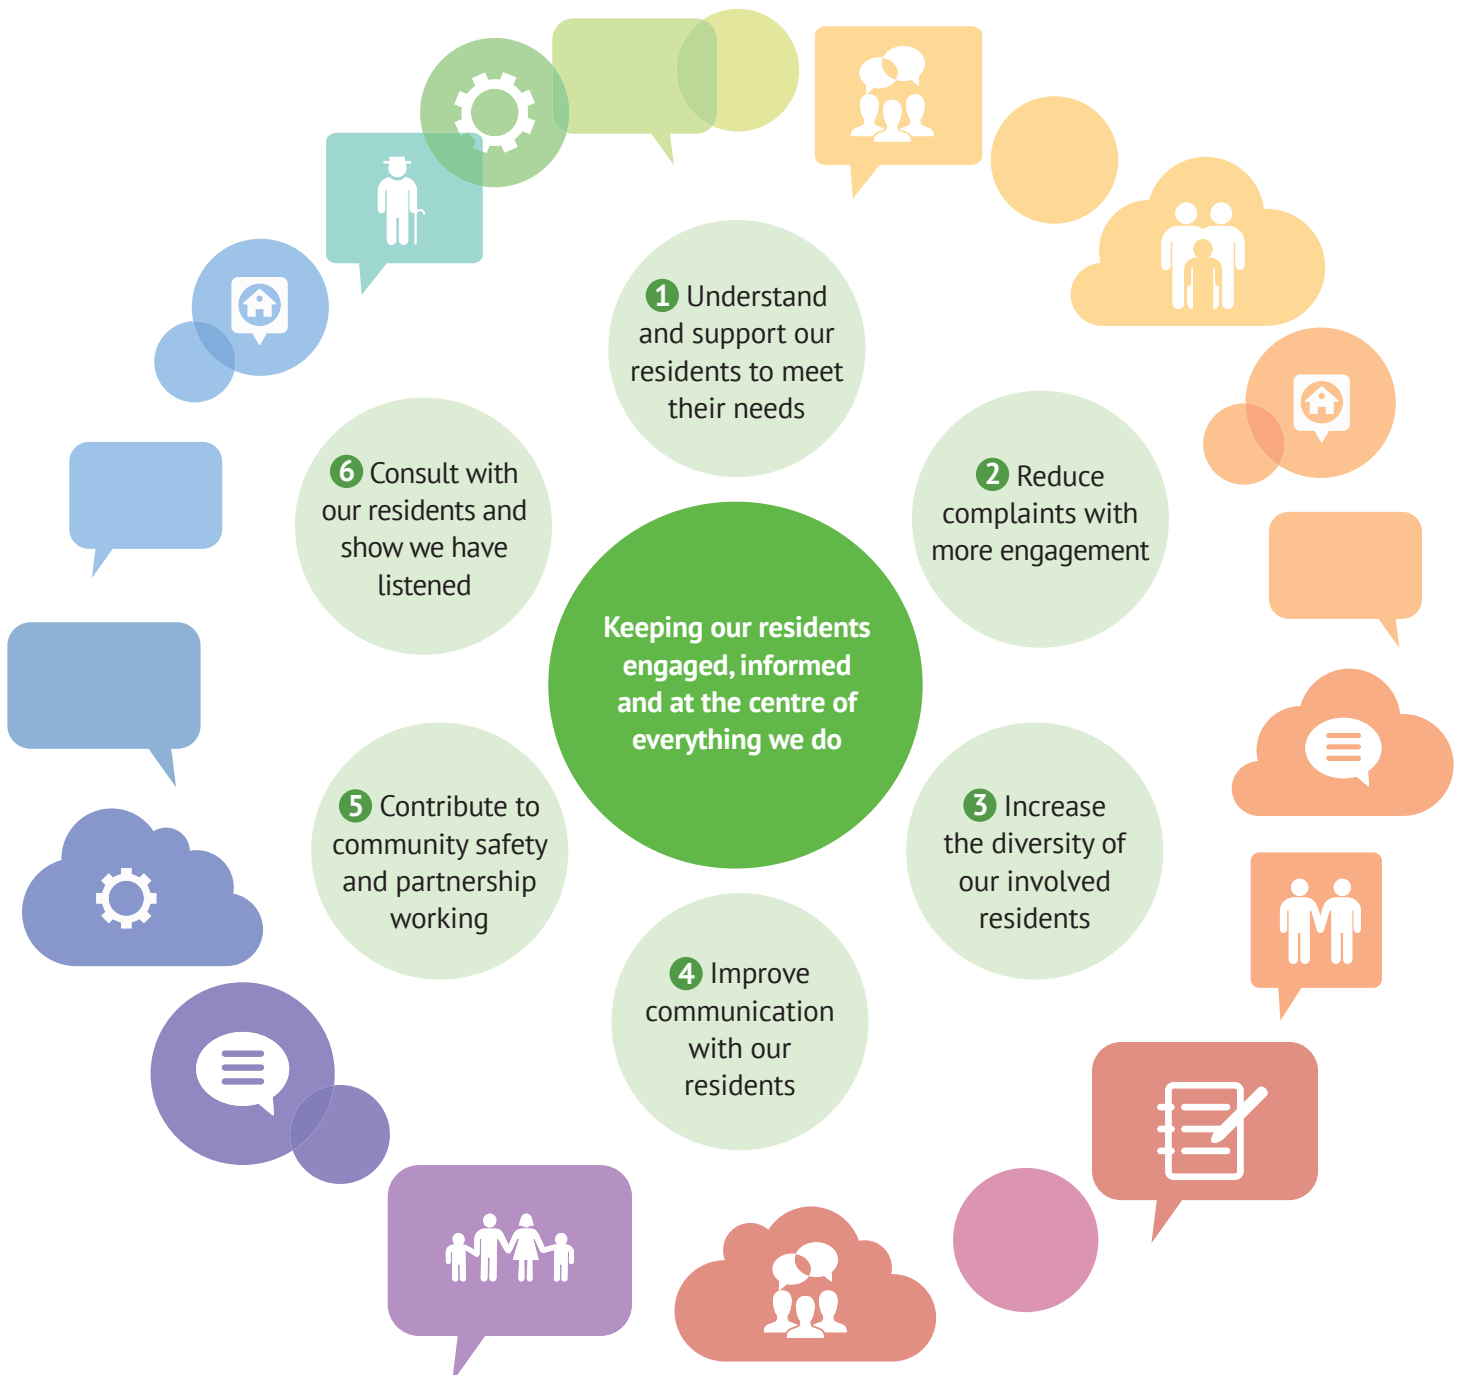 1 Understand
and support our
residents to meet
their needs
2 Reduce
complaints with
more engagement
3 Increase
the diversity of
our involved
residents
4 Improve
communication
with our
residents
5 Contribute to
community safety
and partnership
working
6 Consult with
our residents and
show we have
listened
Keeping our residents
engaged, informed
and at the centre of
everything we do